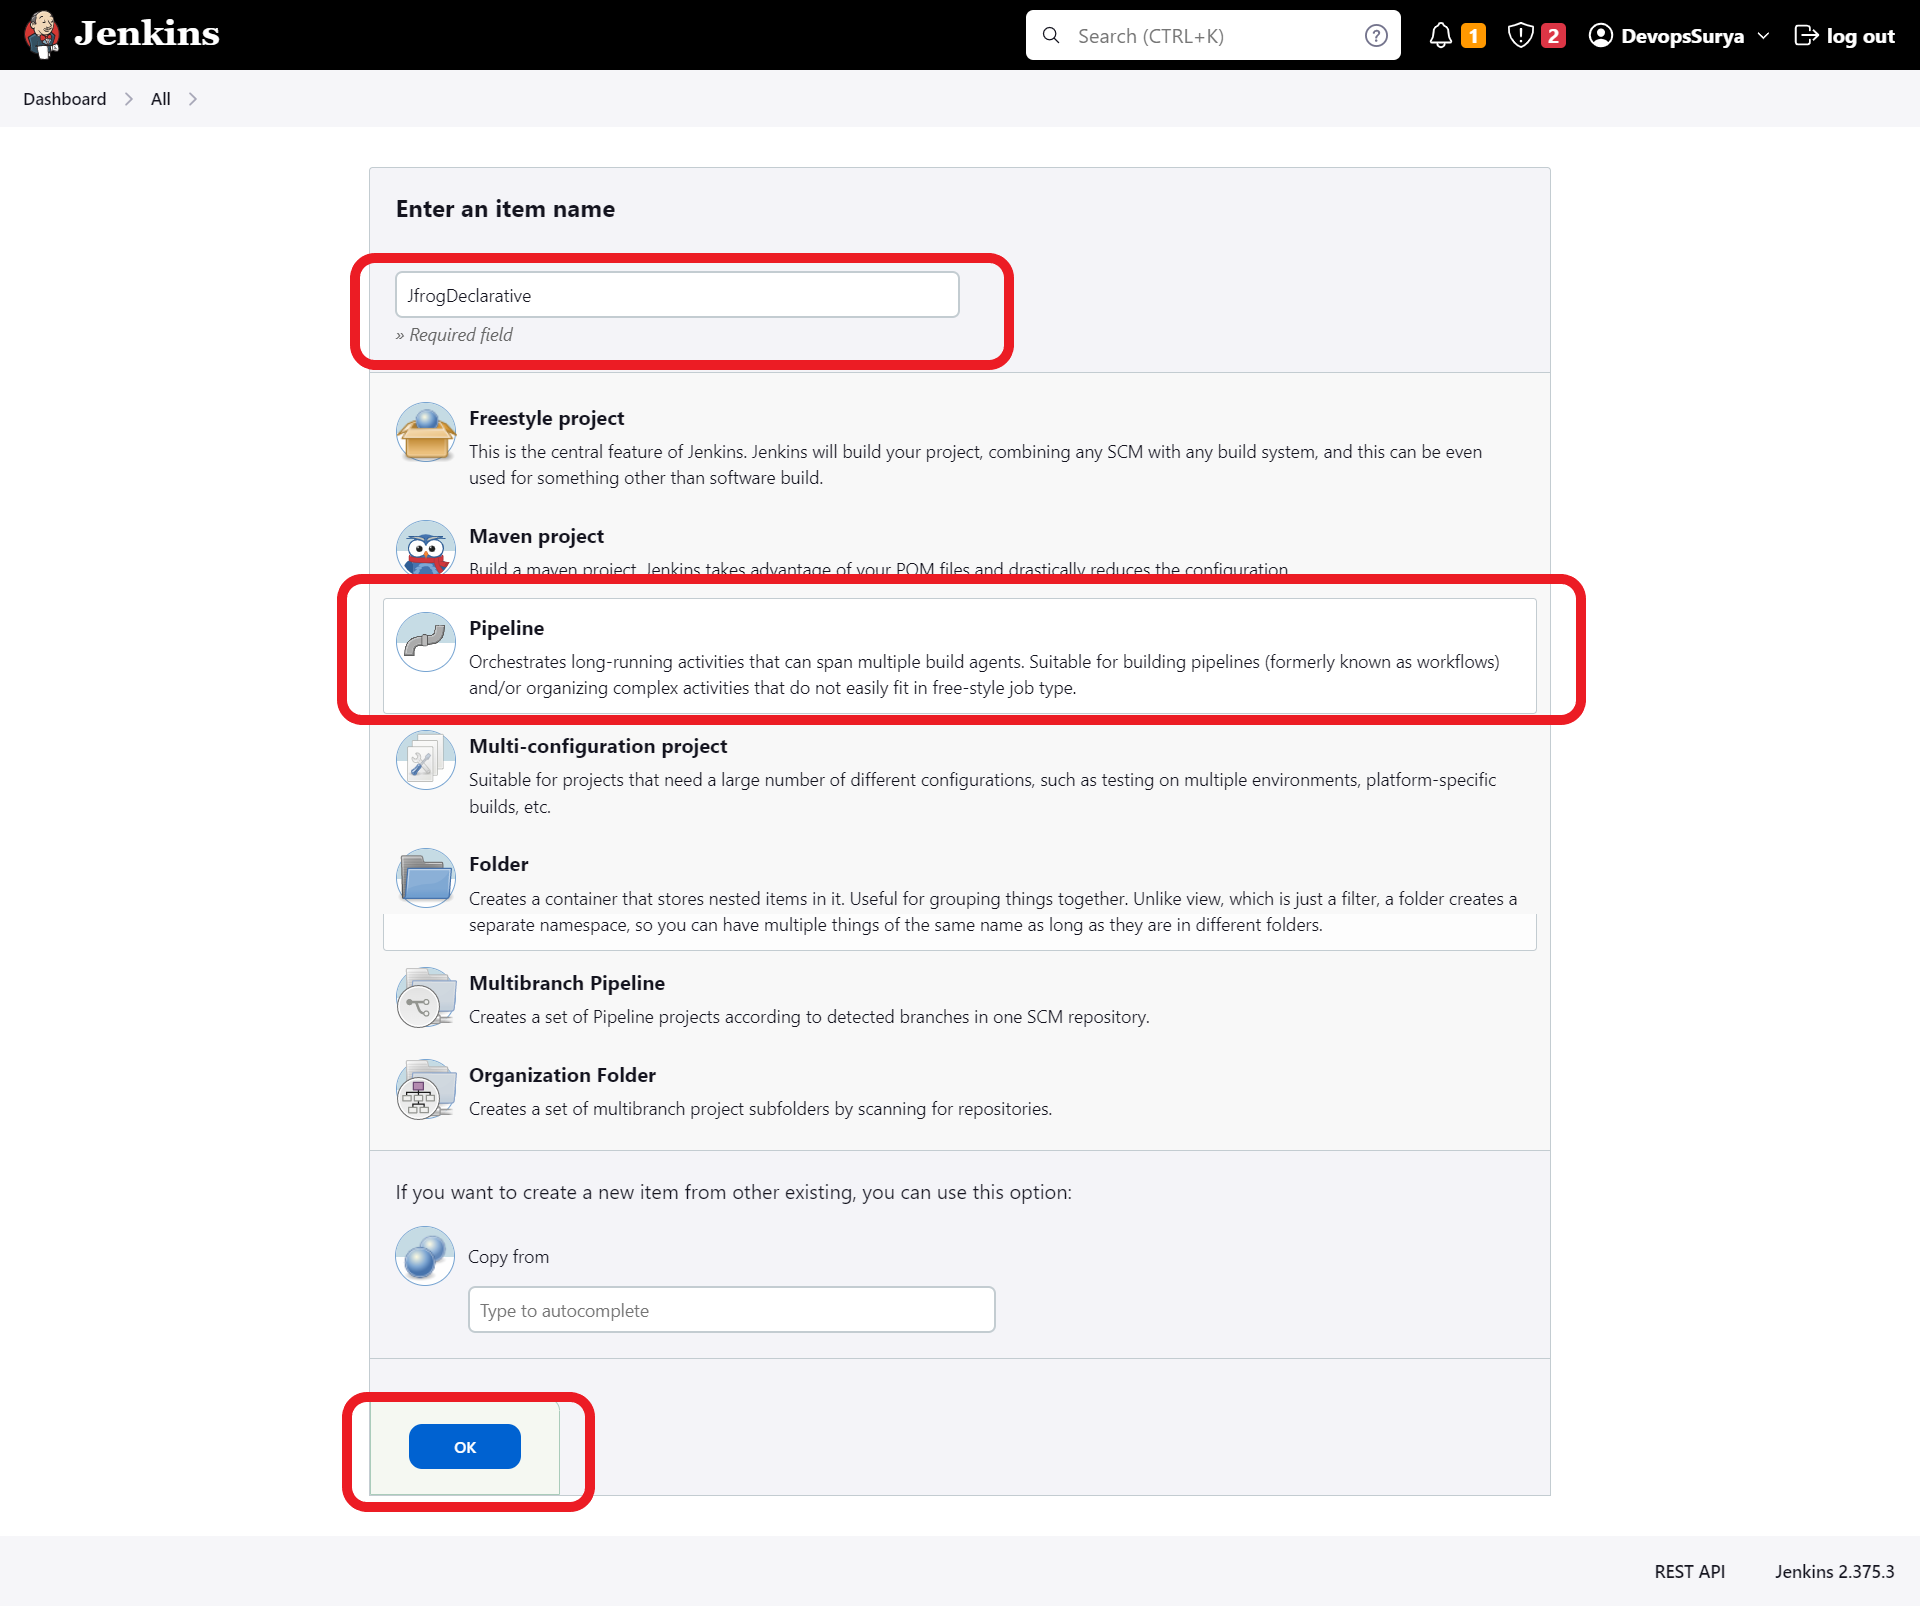 Jenkins
Search (CTRL+K)
1
2
DevopsSurya
log out
Dashboard
All
Enter an item name
JfrogDeclarative
» Required field
Freestyle project
This is the central feature of Jenkins. Jenkins will build your project, combining any SCM with any build system, and this can be even
used for something other than software build.
Maven project
Build a maven project. Jenkins takes advantage of your POM files and drastically reduces the configuration.
Pipeline
Orchestrates long-running activities that can span multiple build agents. Suitable for building pipelines (formerly known as workflows)
and/or organizing complex activities that do not easily fit in free-style job type.
Multi-configuration project
Suitable for projects that need a large number of different configurations, such as testing on multiple environments, platform-specific
builds, etc.
Folder
Creates a container that stores nested items in it. Useful for grouping things together. Unlike view, which is just a filter, a folder creates a
separate namespace, so you can have multiple things of the same name as long as they are in different folders.
Multibranch Pipeline
Creates a set of Pipeline projects according to detected branches in one SCM repository.
Organization Folder
Creates a set of multibranch project subfolders by scanning for repositories.
If you want to create a new item from other existing, you can use this option:
Copy from
Type to autocomplete
OK
REST API
Jenkins 2.375.3